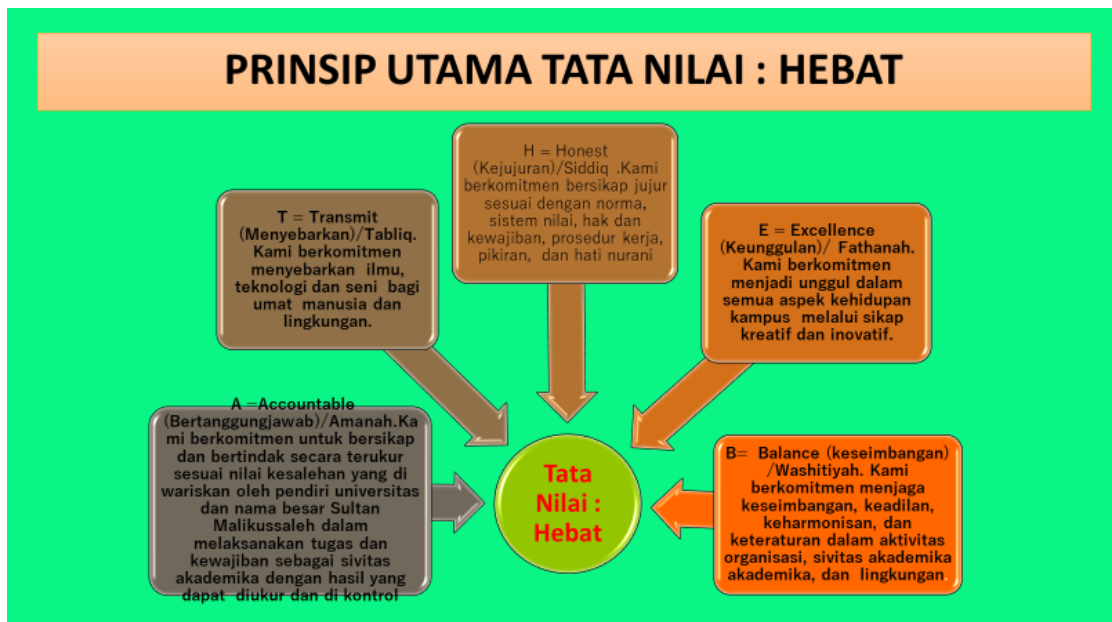 PRINSIP UTAMA TATA NILAI : HEBAT
H = Honest
(Kejujuran)/Siddiq .Kami
berkomitmen bersikap jujur
sesuai dengan norma,
sistem nilai, hak dan
kewajiban, prosedur kerja,
pikiran, dan hati nurani
T = Transmit
(Menyebarkan)/Tabliq.
Kami berkomitmen
menyebarkan ilmu,
teknologi dan seni bagi
umat manusia dan
lingkungan.
E = Excellence
(Keunggulan)/ Fathanah.
Kami berkomitmen
menjadi unggul dalam
semua aspek kehidupan
kampus melalui sikap
kreatif dan inovatif.
A =Accountable
(Bertanggungjawab)/Amanah.Ka
mi berkomitmen untuk bersikap
dan bertindak secara terukur
sesuai nilai kesalehan yang di
wariskan oleh pendiri universitas
dan nama besar Sultan
Malikussaleh dalam
melaksanakan tugas dan
kewajiban sebagai sivitas
akademika dengan hasil yang
dapat diukur dan di kontrol
Tata
Nilai :
Hebat
B= Balance (keseimbangan)
/Washitiyah. Kami
berkomitmen menjaga
keseimbangan, keadilan,
keharmonisan, dan
keteraturan dalam aktivitas
organisasi, sivitas akademika
akademika, dan lingkungan.